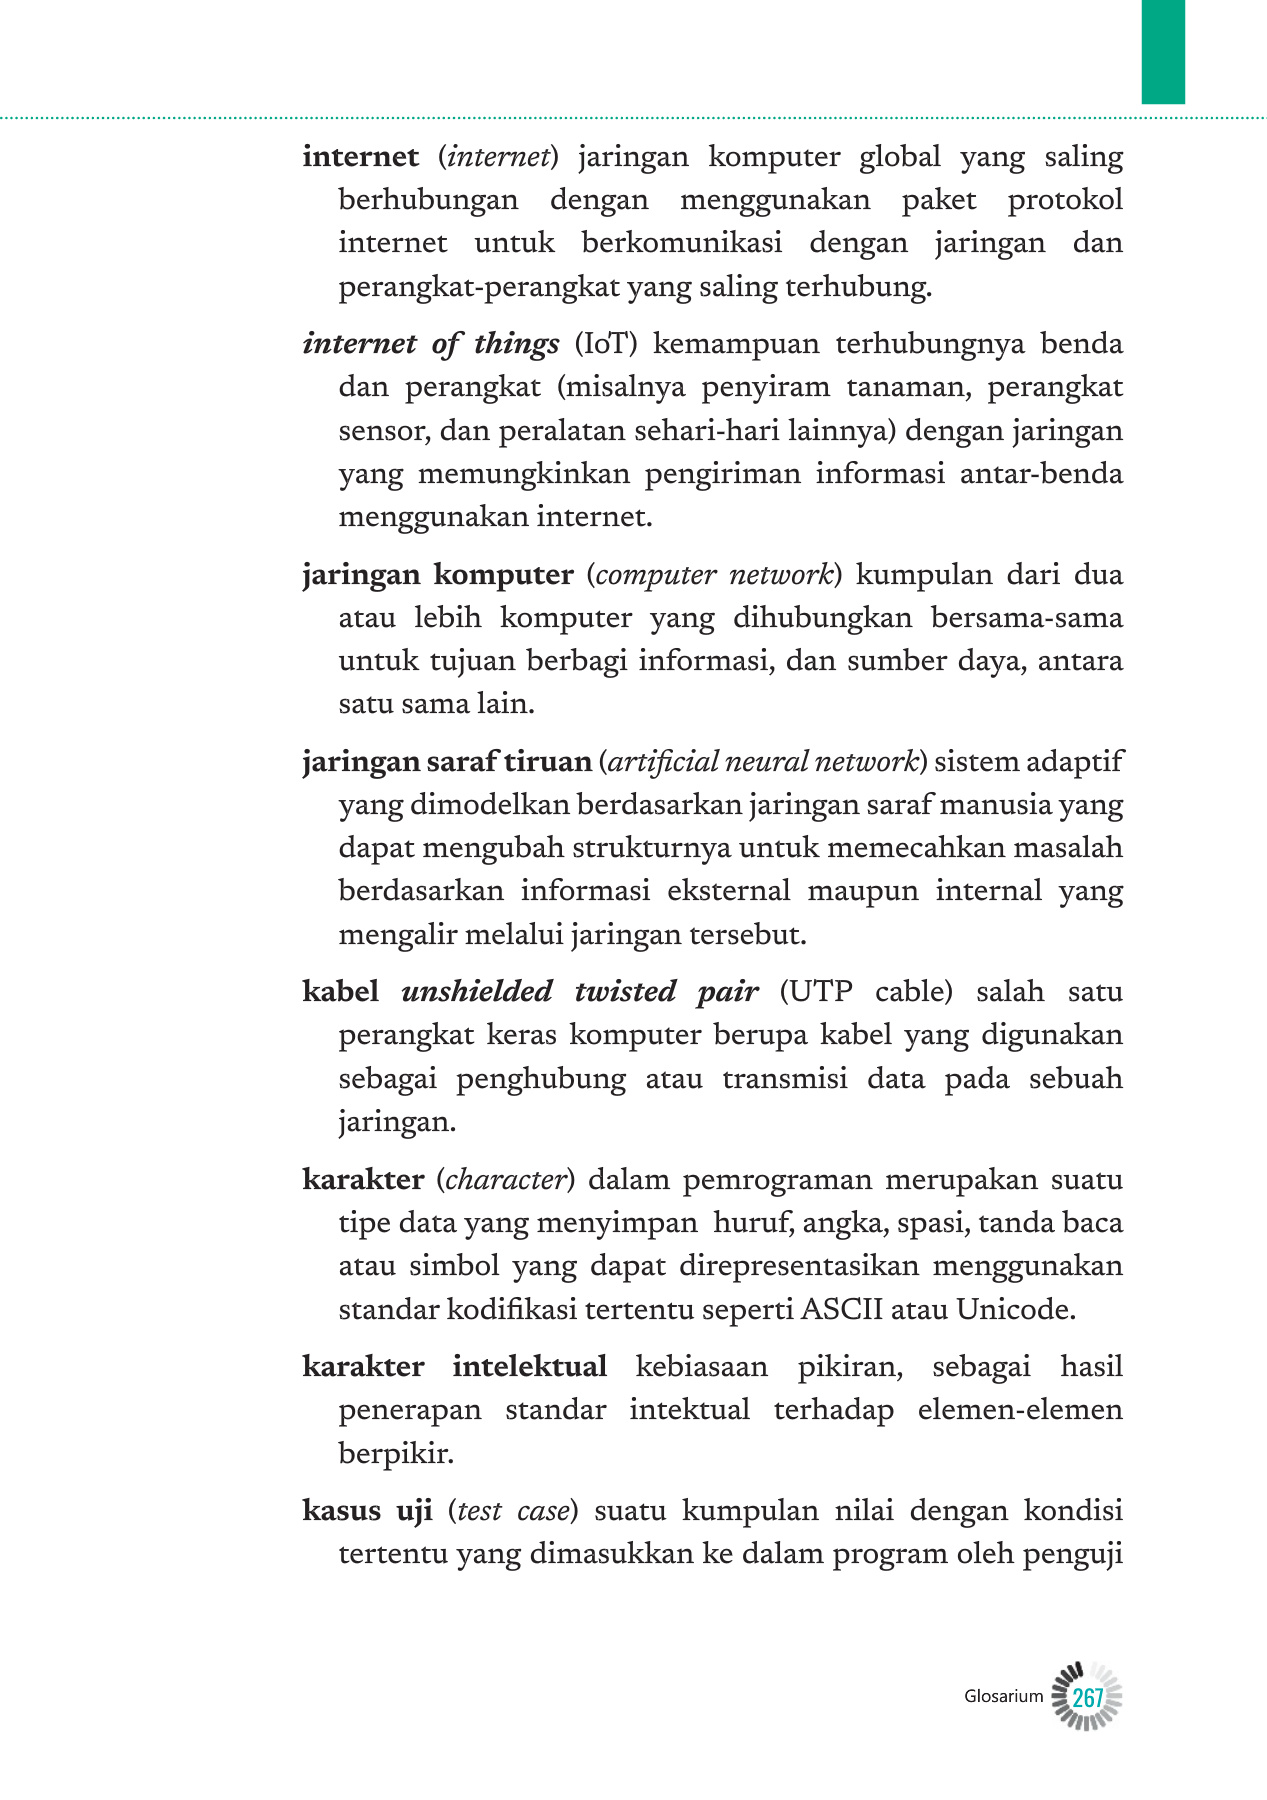 internet (internet) jaringan komputer global yang saling
berhubungan dengan menggunakan paket protokol
internet untuk berkomunikasi dengan jaringan dan
perangkat-perangkat yang saling terhubung.
internet of things (IoT) kemampuan terhubungnya benda
dan perangkat (misalnya penyiram tanaman, perangkat
sensor, dan peralatan sehari-hari lainnya) dengan jaringan
yang memungkinkan pengiriman informasi antar-benda
menggunakan internet.
jaringan komputer (computer network) kumpulan dari dua
atau lebih komputer yang dihubungkan bersama-sama
untuk tujuan berbagi informasi, dan sumber daya, antara
satu sama lain.
jaringan saraf tiruan (artificial neural network) sistem adaptif
yang dimodelkan berdasarkan jaringan saraf manusia yang
dapat mengubah strukturnya untuk memecahkan masalah
berdasarkan informasi eksternal maupun internal yang
mengalir melalui jaringan tersebut.
kabel unshielded twisted pair (UTP cable) salah satu
perangkat keras komputer berupa kabel yang digunakan
sebagai penghubung atau transmisi data pada sebuah
jaringan.
karakter (character) dalam pemrograman merupakan suatu
tipe data yang menyimpan huruf, angka, spasi, tanda baca
atau simbol yang dapat direpresentasikan menggunakan
standar kodifikasi tertentu seperti ASCII atau Unicode.
karakter intelektual kebiasaan pikiran, sebagai hasil
penerapan standar intektual terhadap elemen-elemen
berpikir.
kasus uji (test case) suatu kumpulan nilai dengan kondisi
tertentu yang dimasukkan ke dalam program oleh penguji
Glosarium 267